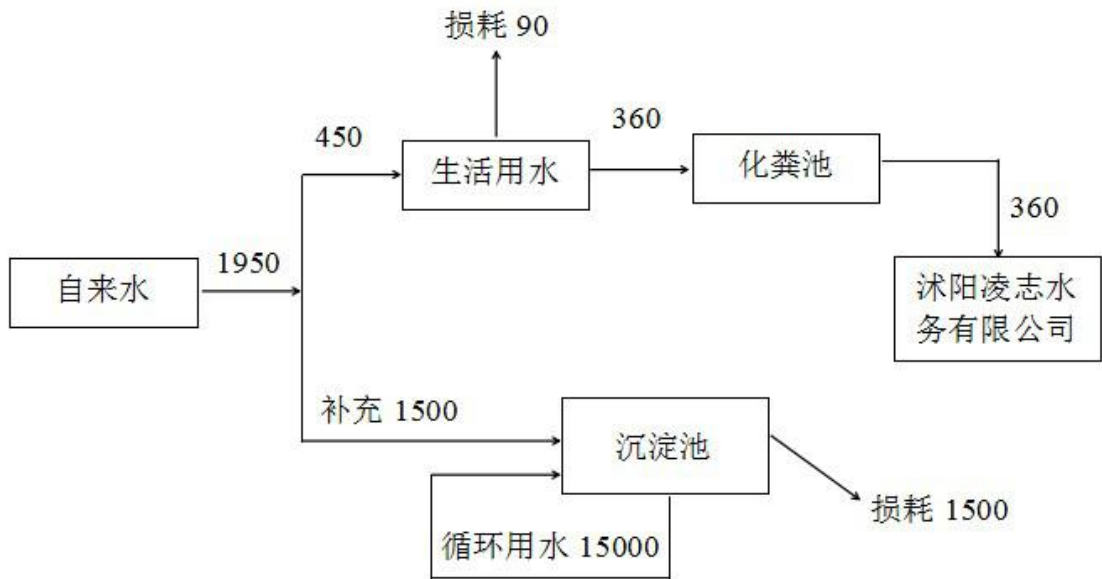 损耗 90
450
生活用水
360
化粪池
360
自来水
1950
沭阳凌志水
务有限公司
补充 1500
沉淀池
损耗 1500
循环用水 15000